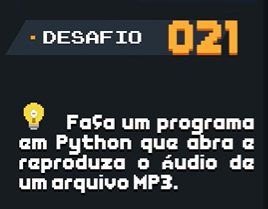 DESAFIO 021
Faça um programa
em Python que abra e
reproduza o áudio de
um arquivo MP3.